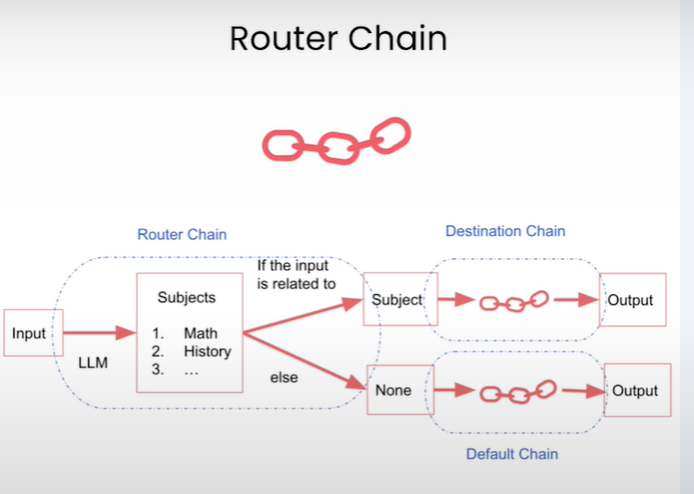 Router Chain
Router Chain
Destination Chain
If the input
is related to
Subjects
1. Math
2. History
3. ...
Input
LLM
else
Subject
Output
None
Output
Default Chain